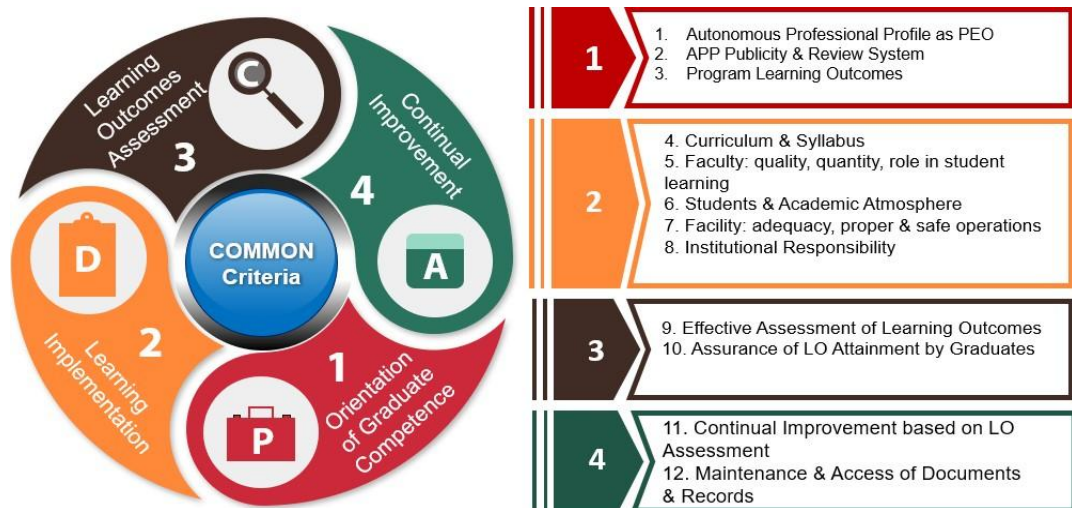 Learning
Outcomes
Assessment
3
C
Continual
Improvement
4
A
COMMON
Criteria
D
2
Learning
Implementation
1
Orientation
of Graduate
Competence
P
1
1. Autonomous Professional Profile as PEO
2. APP Publicity & Review System
3. Program Learning Outcomes
2
4. Curriculum & Syllabus
5. Faculty: quality, quantity, role in student
learning
6. Students & Academic Atmosphere
7. Facility: adequacy, proper & safe operations
8. Institutional Responsibility
3
9. Effective Assessment of Learning Outcomes
10. Assurance of LO Attainment by Graduates
4
11. Continual Improvement based on LO
Assessment
12. Maintenance & Access of Documents
& Records